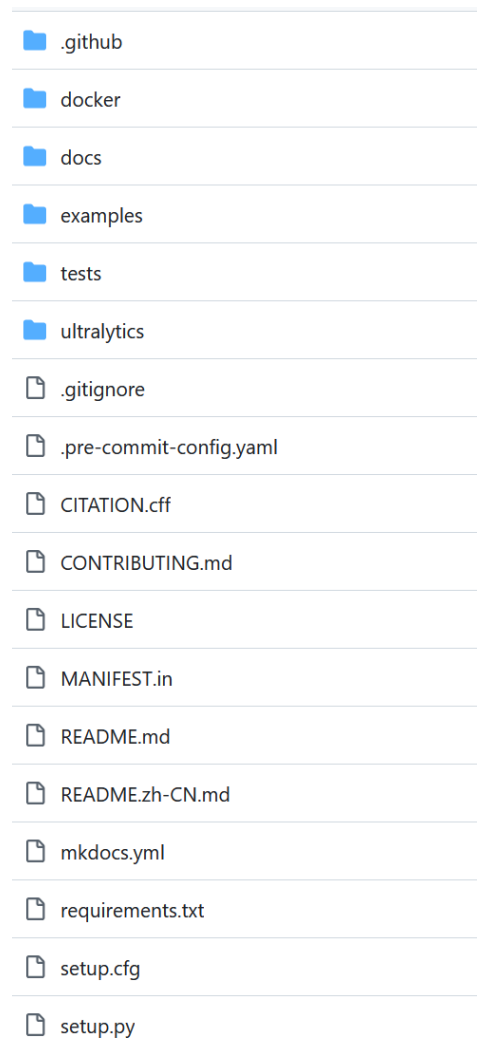 .github
docker
docs
examples
tests
ultralytics
.gitignore
.pre-commit-config.yaml
CITATION.cff
CONTRIBUTING.md
LICENSE
MANIFEST.in
README.md
README.zh-CN.md
mkdocs.yml
requirements.txt
setup.cfg
setup.py